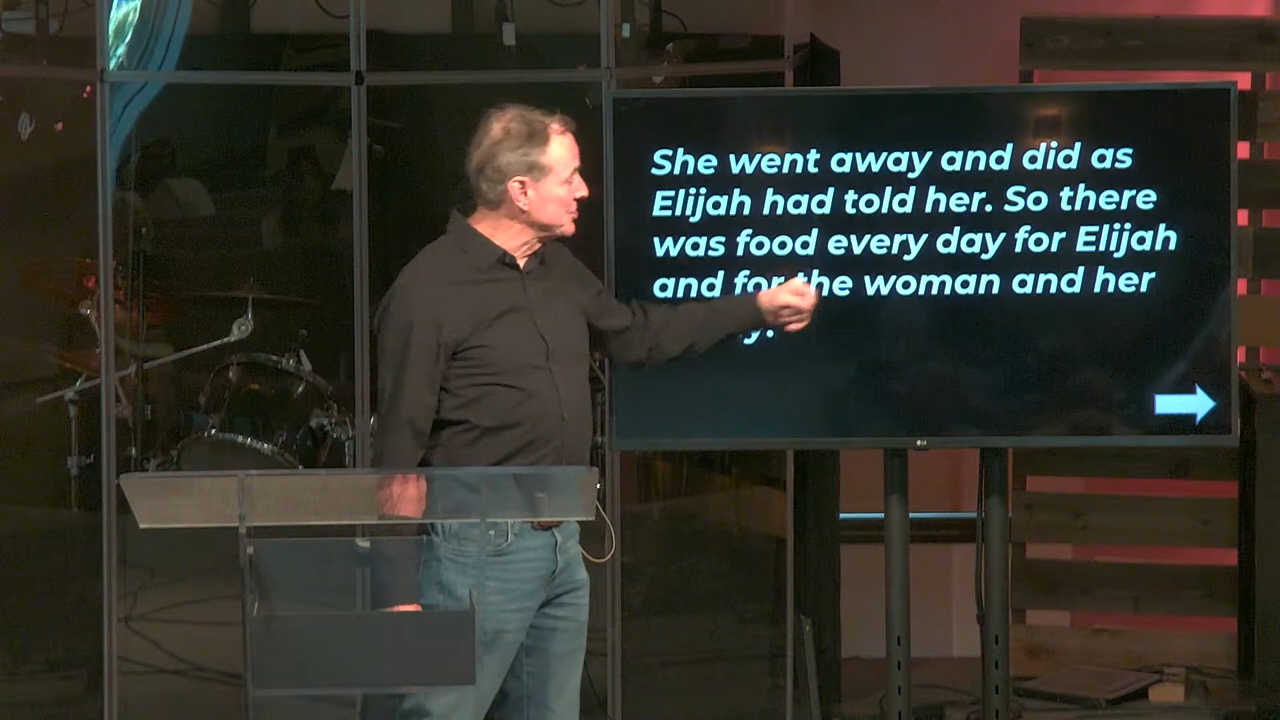 She went away and did as
Elijah had told her. So there
was food every day for Elijah
and for the woman and her
LG